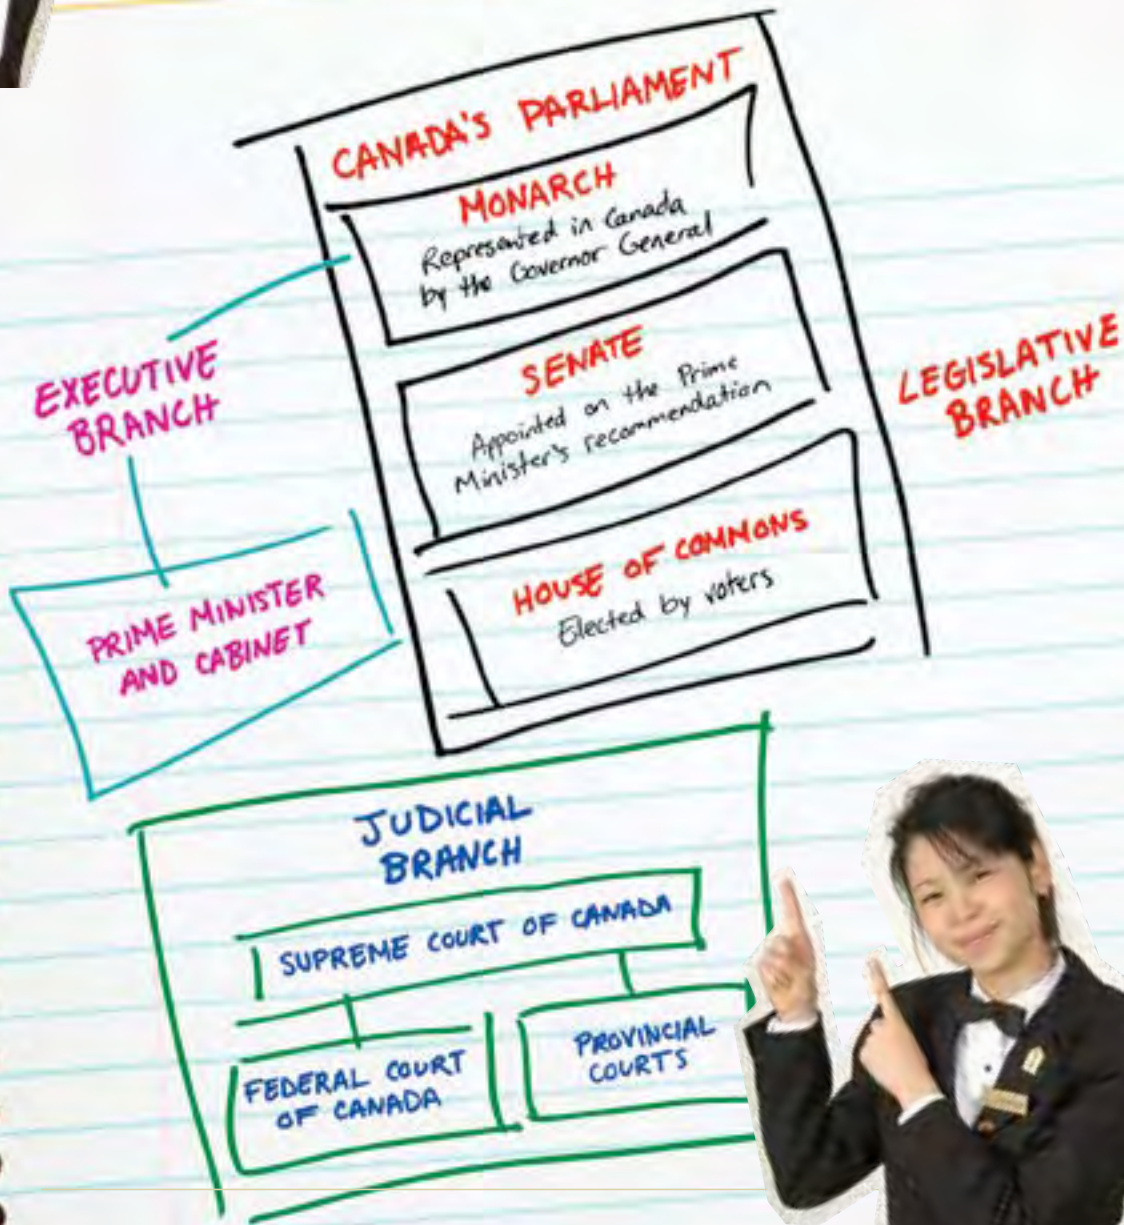 CANADA'S PARLIAMENT
MONARCH
Represented in Canada
by the Governor General
SENATE
Appointed on the Prime
Minister's recommendation
HOUSE OF COMMONS
Elected by voters
EXECUTIVE
BRANCH
PRIME MINISTER
AND CABINET
LEGISLATIVE
BRANCH
JUDICIAL
BRANCH
SUPREME COURT OF CANADA
FEDERAL COURT
OF CANADA
PROVINCIAL
COURTS